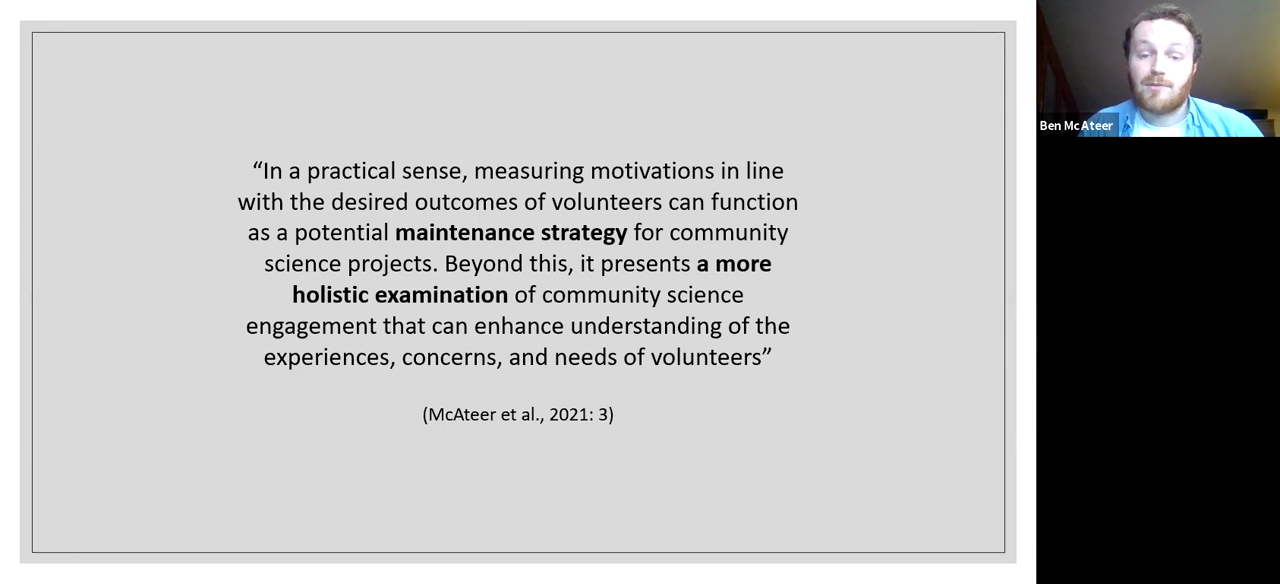 “In a practical sense, measuring motivations in line
with the desired outcomes of volunteers can function
as a potential maintenance strategy for community
science projects. Beyond this, it presents a more
holistic examination of community science
engagement that can enhance understanding of the
experiences, concerns, and needs of volunteers”
(McAteer et al., 2021: 3)
Ben McAteer